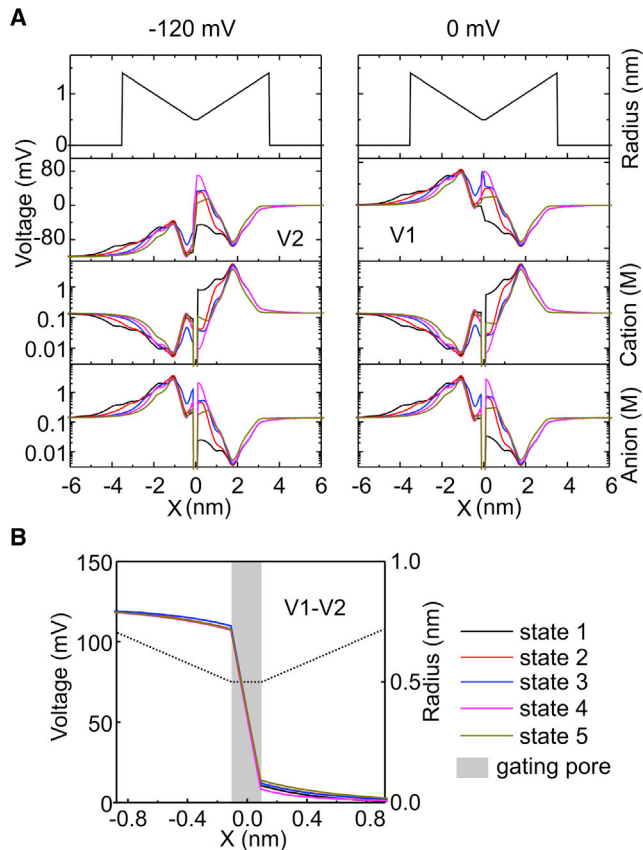 A
-120 mV
0 mV
1
0
Radius (nm)
80
0
-80
Voltage (mV)
V2
V1
1
0.1
0.01
Cation (M)
1
0.1
0.01
Anion (M)
-6 -4 -2 0 2 4 6
-6 -4 -2 0 2 4 6
X (nm)
X (nm)
B
150
100
50
0
Voltage (mV)
V1-V2
1.0
0.5
0.0
Radius (nm)
-0.8 -0.4 0.0 0.4 0.8
X (nm)
state 1
state 2
state 3
state 4
state 5
gating pore